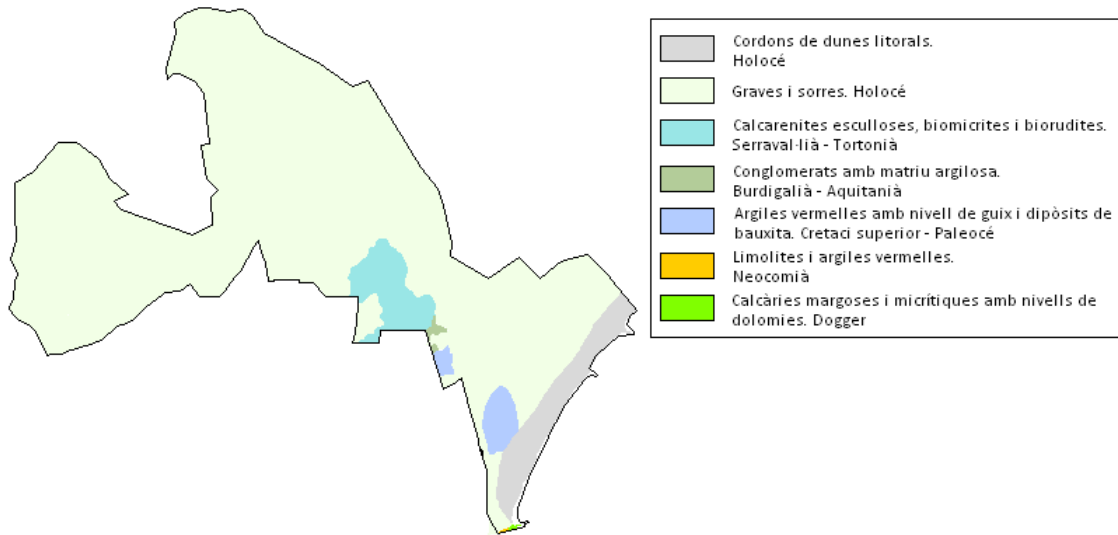 Cordons de dunes litorals.
Holocé
Graves i sorres. Holocé
Calcarenites esculloses, biomicrites i biorudites.
Serraval·lià - Tortonià
Conglomerats amb matriu argilosa.
Burdigalià - Aquitanià
Argiles vermelles amb nivell de guix i dipòsits de
bauxita. Cretaci superior - Paleocé
Limolites i argiles vermelles.
Neocomià
Calcàries margoses i micrítiques amb nivells de
dolomies. Dogger